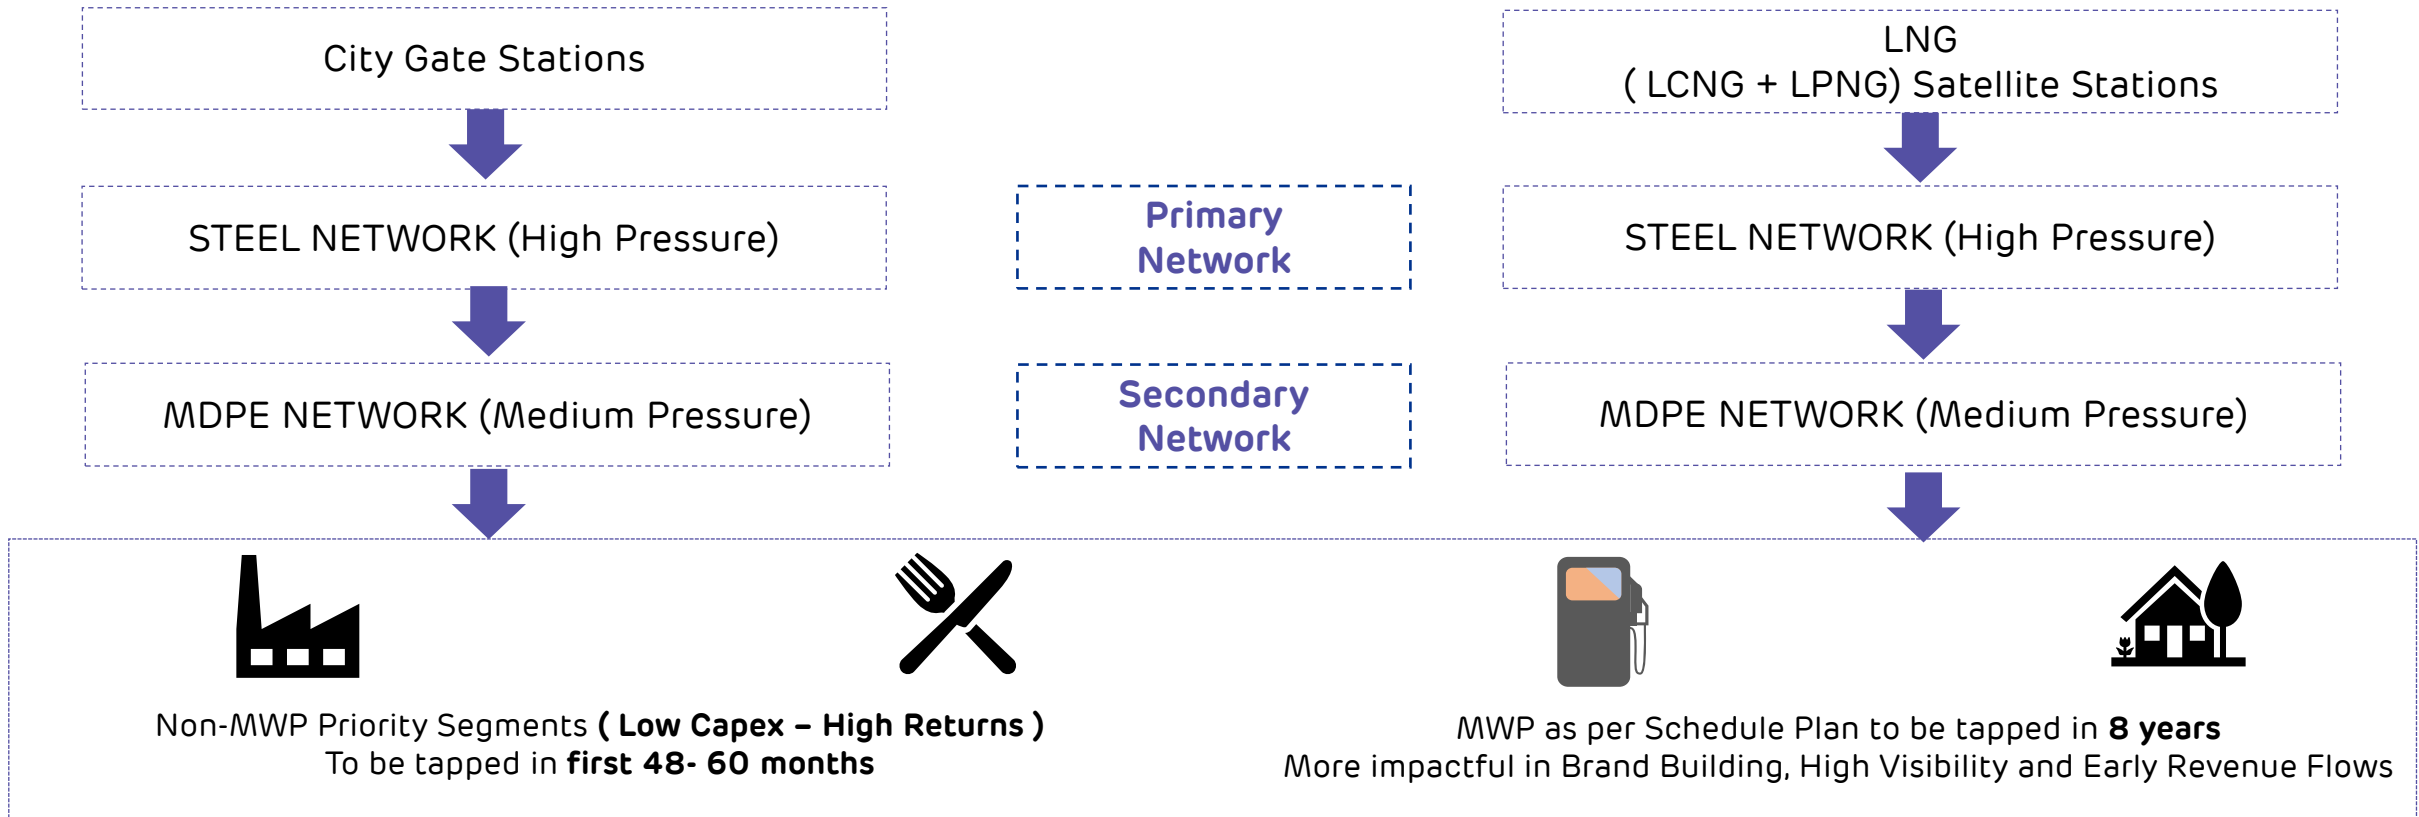 City Gate Stations
LNG
( LCNG + LPNG) Satellite Stations
STEEL NETWORK (High Pressure)
Primary
Network
STEEL NETWORK (High Pressure)
MDPE NETWORK (Medium Pressure)
Secondary
Network
MDPE NETWORK (Medium Pressure)
Non-MWP Priority Segments ( Low Capex – High Returns )
To be tapped in first 48- 60 months
MWP as per Schedule Plan to be tapped in 8 years
More impactful in Brand Building, High Visibility and Early Revenue Flows